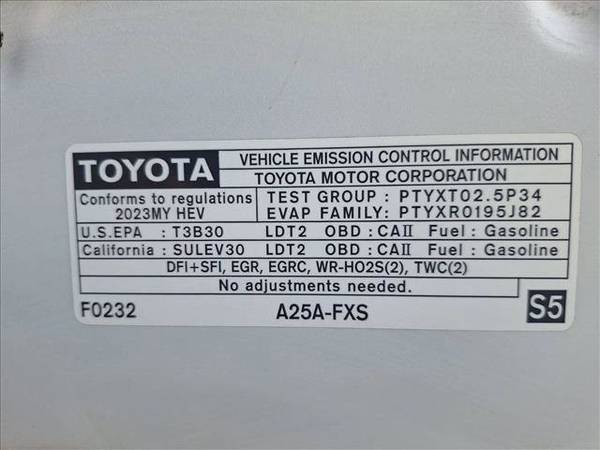 TOYOTA
VEHICLE EMISSION CONTROL INFORMATION
TOYOTA MOTOR CORPORATION
Conforms to regulations
2023MY HEV
TEST GROUP : PTYXT02.5P34
EVAP FAMILY: PTYXR0195J82
U.S.EPA : T3B30 LDT2 OBD : CAII Fuel : Gasoline
California : SULEV30 LDT2 OBD : CAII Fuel : Gasoline
DFI+SFI, EGR, EGRC, WR-HO2S(2), TWC(2)
No adjustments needed.
F0232 A25A-FXS S5